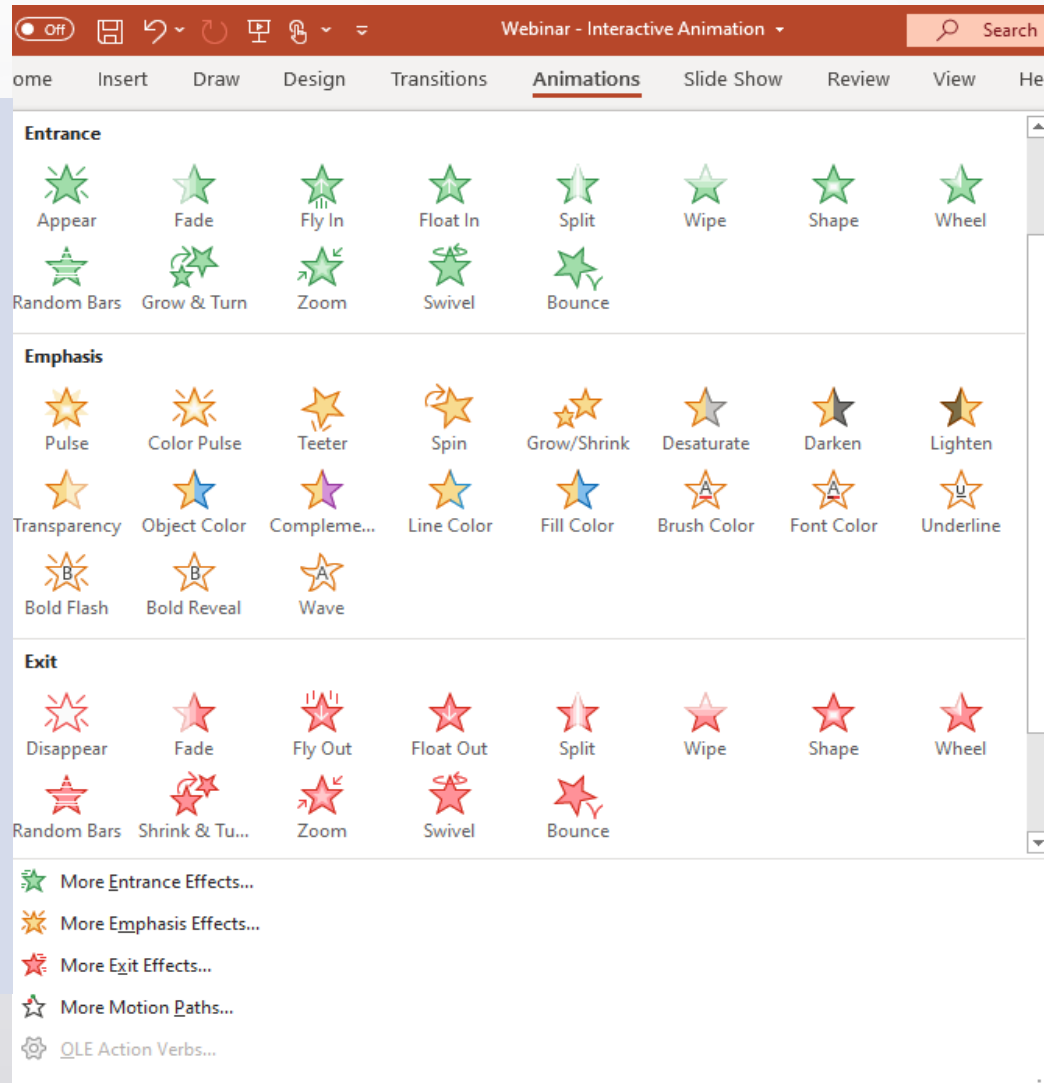 Off Webinar - Interactive Animation Search
ome Insert Draw Design Transitions Animations Slide Show Review View He
Entrance
Appear Fade Fly In Float In Split Wipe Shape Wheel
Random Bars Grow & Turn Zoom Swivel Bounce
Emphasis
Pulse Color Pulse Teeter Spin Grow/Shrink Desaturate Darken Lighten
Transparency Object Color Compleme... Line Color Fill Color Brush Color Font Color Underline
Bold Flash Bold Reveal Wave
Exit
Disappear Fade Fly Out Float Out Split Wipe Shape Wheel
Random Bars Shrink & Tu... Zoom Swivel Bounce
More Entrance Effects...
More Emphasis Effects...
More Exit Effects...
More Motion Paths...
OLE Action Verbs...